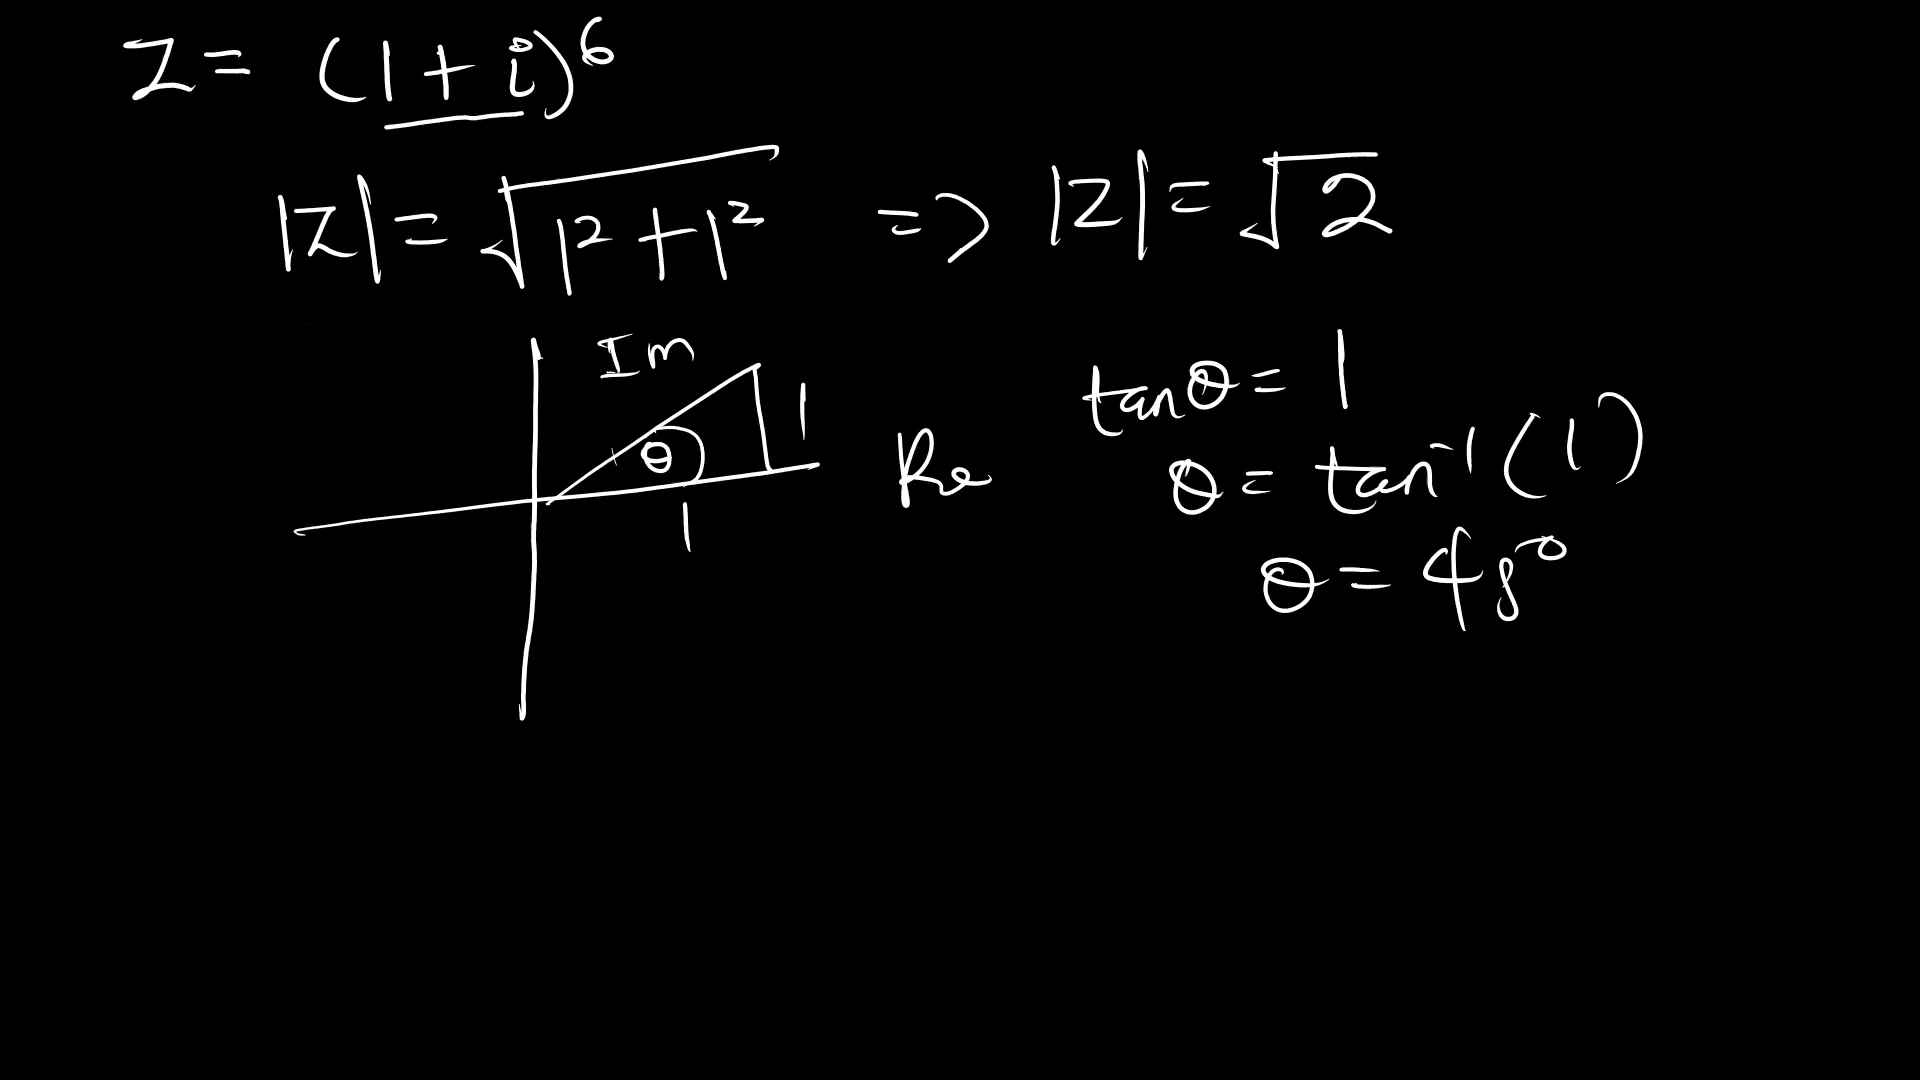 Z = (1 + i)^6
|Z| = √(1² + 1²) => |Z| = √2
Im
tanθ = 1
θ
1
Re
θ = tan⁻¹(1)
1
θ = 45°